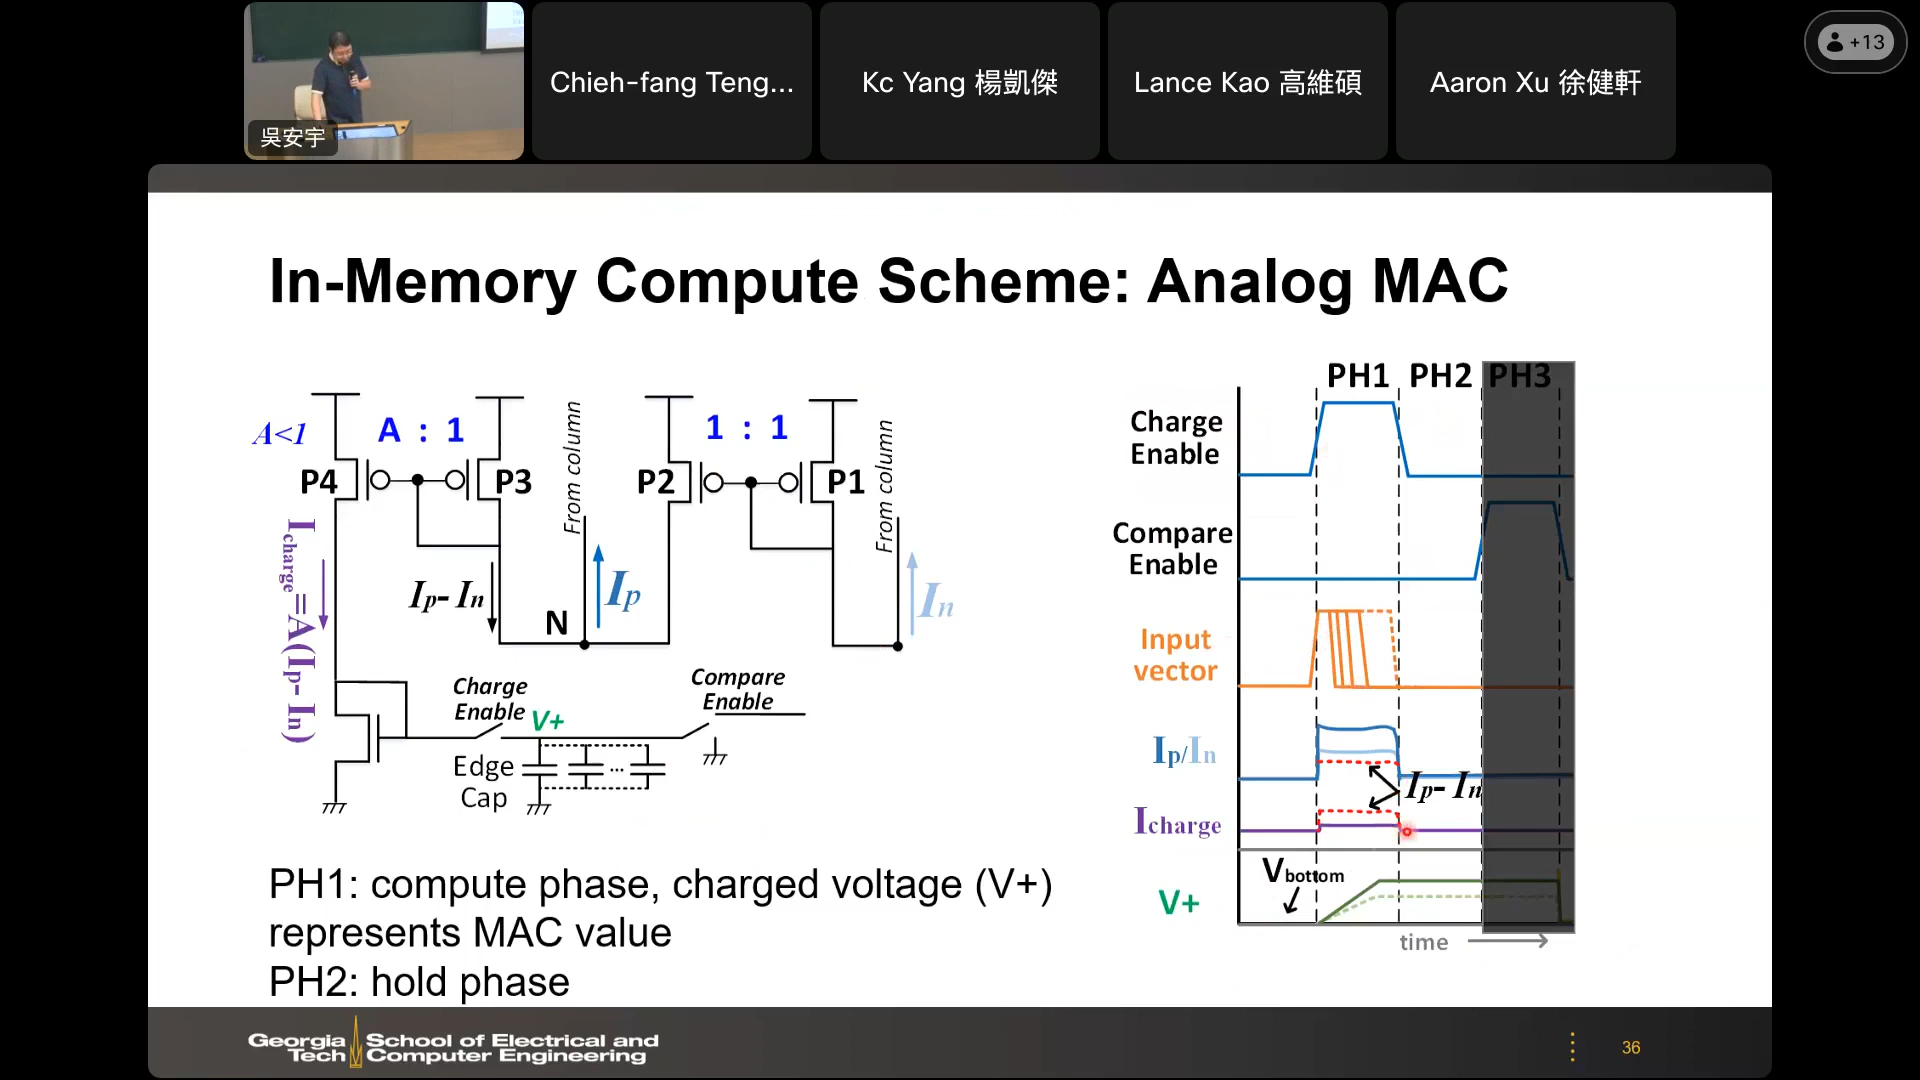 吳安宇
Chieh-fang Teng...
Kc Yang 楊凱傑
Lance Kao 高維碩
Aaron Xu 徐健軒
+13
In-Memory Compute Scheme: Analog MAC
A<1
A : 1
1 : 1
P4
P3
P2
P1
From column
From column
Icharge=A(Ip- In)
Ip- In
N
Ip
In
Charge
Enable
V+
Compare
Enable
Edge
Cap
...
PH1 PH2 PH3
Charge
Enable
Compare
Enable
Input
vector
Ip/In
Ip- In
Icharge
Vbottom
V+
time
PH1: compute phase, charged voltage (V+)
represents MAC value
PH2: hold phase
Georgia
Tech
School of Electrical and
Computer Engineering
36